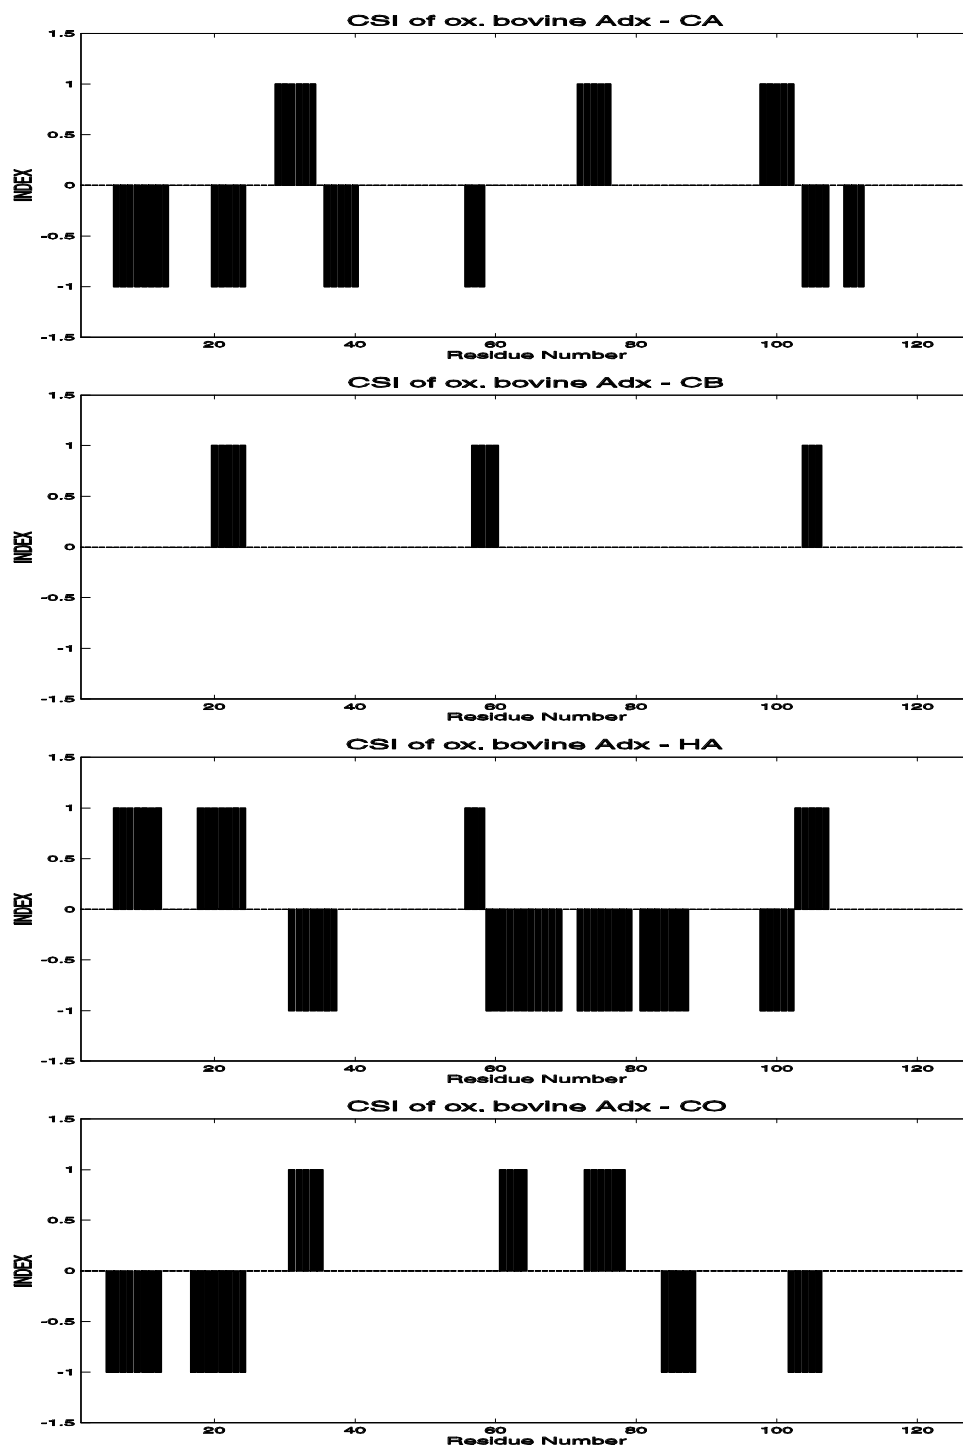 CSI of ox. bovine Adx - CA
1.5
1
0.5
0
-0.5
-1
-1.5
INDEX
20 40 60 80 100 120
Residue Number
CSI of ox. bovine Adx - CB
1.5
1
0.5
0
-0.5
-1
-1.5
INDEX
20 40 60 80 100 120
Residue Number
CSI of ox. bovine Adx - HA
1.5
1
0.5
0
-0.5
-1
-1.5
INDEX
20 40 60 80 100 120
Residue Number
CSI of ox. bovine Adx - CO
1.5
1
0.5
0
-0.5
-1
-1.5
INDEX
20 40 60 80 100 120
Residue Number